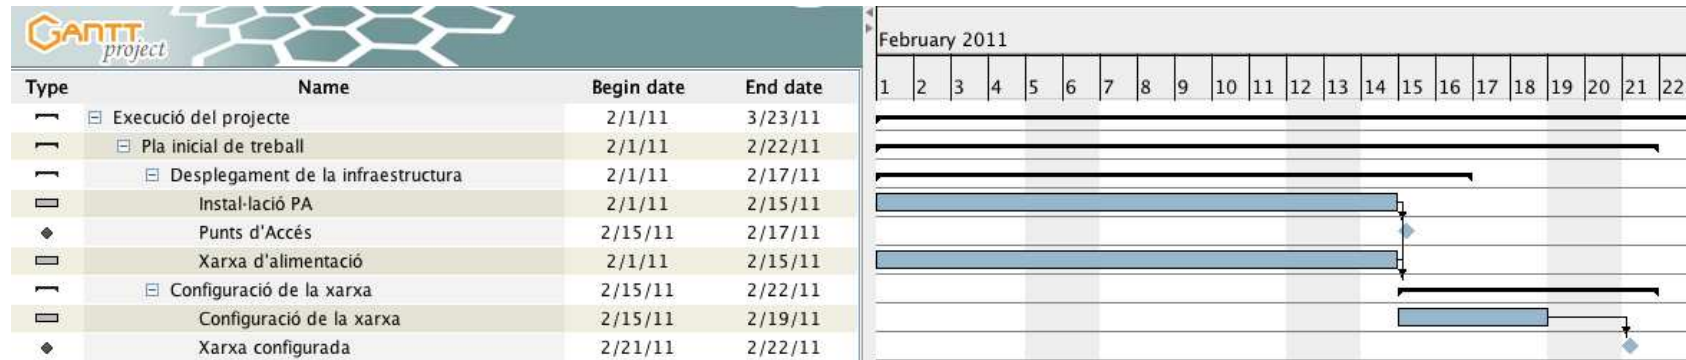 GANTT
project
February 2011
Type Name Begin date End date 1 2 3 4 5 6 7 8 9 10 11 12 13 14 15 16 17 18 19 20 21 22
Execució del projecte 2/1/11 3/23/11
Pla inicial de treball 2/1/11 2/22/11
Desplegament de la infraestructura 2/1/11 2/17/11
Instal·lació PA 2/1/11 2/15/11
Punts d'Accés 2/15/11 2/17/11
Xarxa d'alimentació 2/1/11 2/15/11
Configuració de la xarxa 2/15/11 2/22/11
Configuració de la xarxa 2/15/11 2/19/11
Xarxa configurada 2/21/11 2/22/11